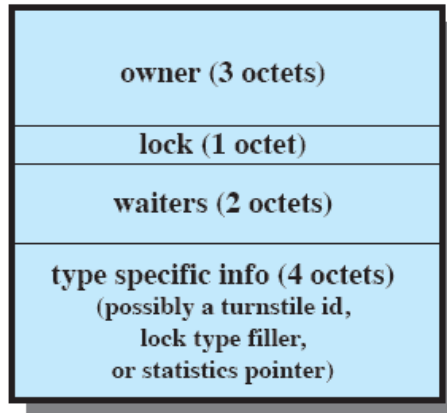 owner (3 octets)
lock (1 octet)
waiters (2 octets)
type specific info (4 octets)
(possibly a turnstile id,
lock type filler,
or statistics pointer)